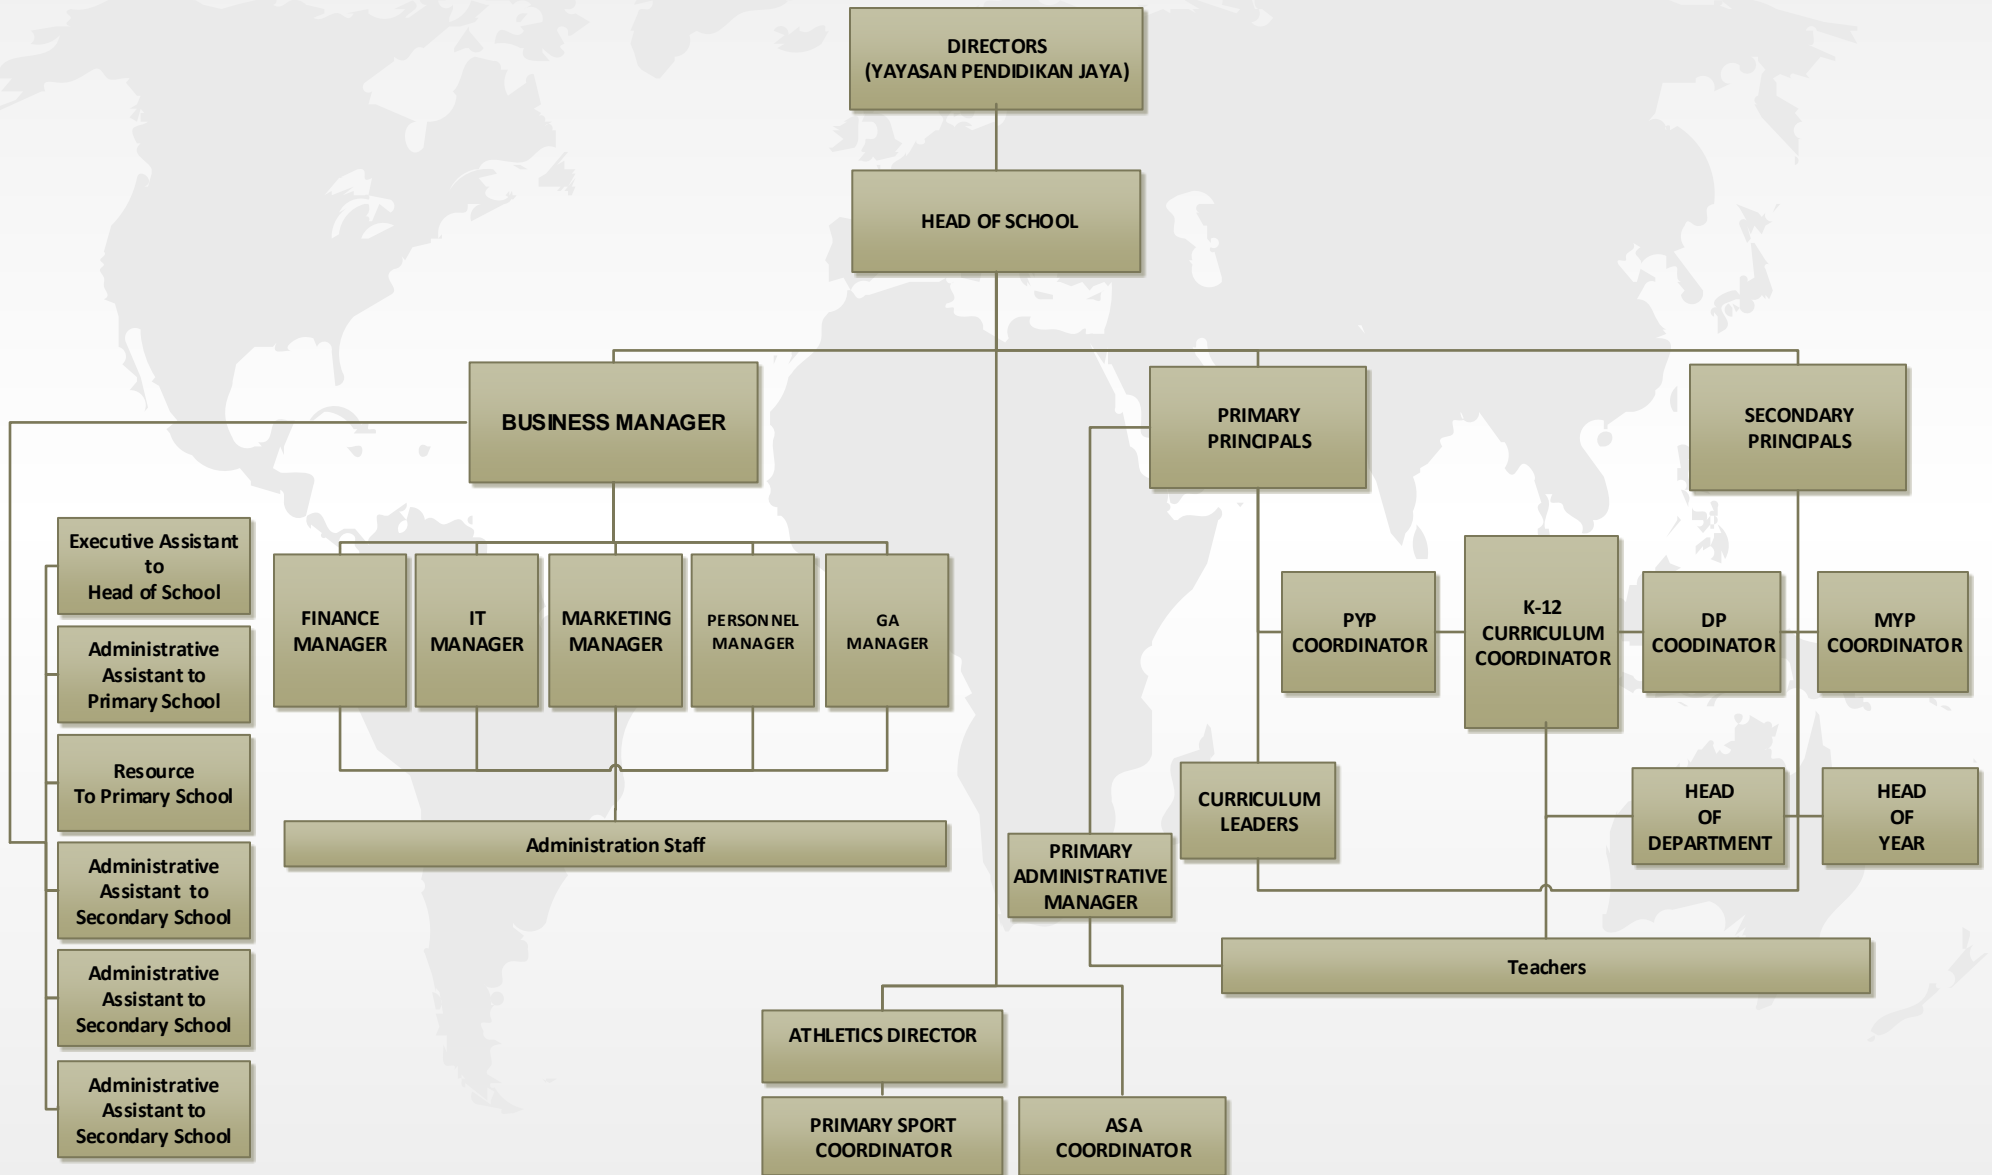 DIRECTORS
(YAYASAN PENDIDIKAN JAYA)
HEAD OF SCHOOL
BUSINESS MANAGER
PRIMARY
PRINCIPALS
SECONDARY
PRINCIPALS
Executive Assistant
to
Head of School
Administrative
Assistant to
Primary School
Resource
To Primary School
Administrative
Assistant to
Secondary School
Administrative
Assistant to
Secondary School
Administrative
Assistant to
Secondary School
FINANCE
MANAGER
IT
MANAGER
MARKETING
MANAGER
PERSONNEL
MANAGER
GA
MANAGER
Administration Staff
PYP
COORDINATOR
K-12
CURRICULUM
COORDINATOR
DP
COODINATOR
MYP
COORDINATOR
CURRICULUM
LEADERS
HEAD
OF
DEPARTMENT
HEAD
OF
YEAR
PRIMARY
ADMINISTRATIVE
MANAGER
Teachers
ATHLETICS DIRECTOR
PRIMARY SPORT
COORDINATOR
ASA
COORDINATOR